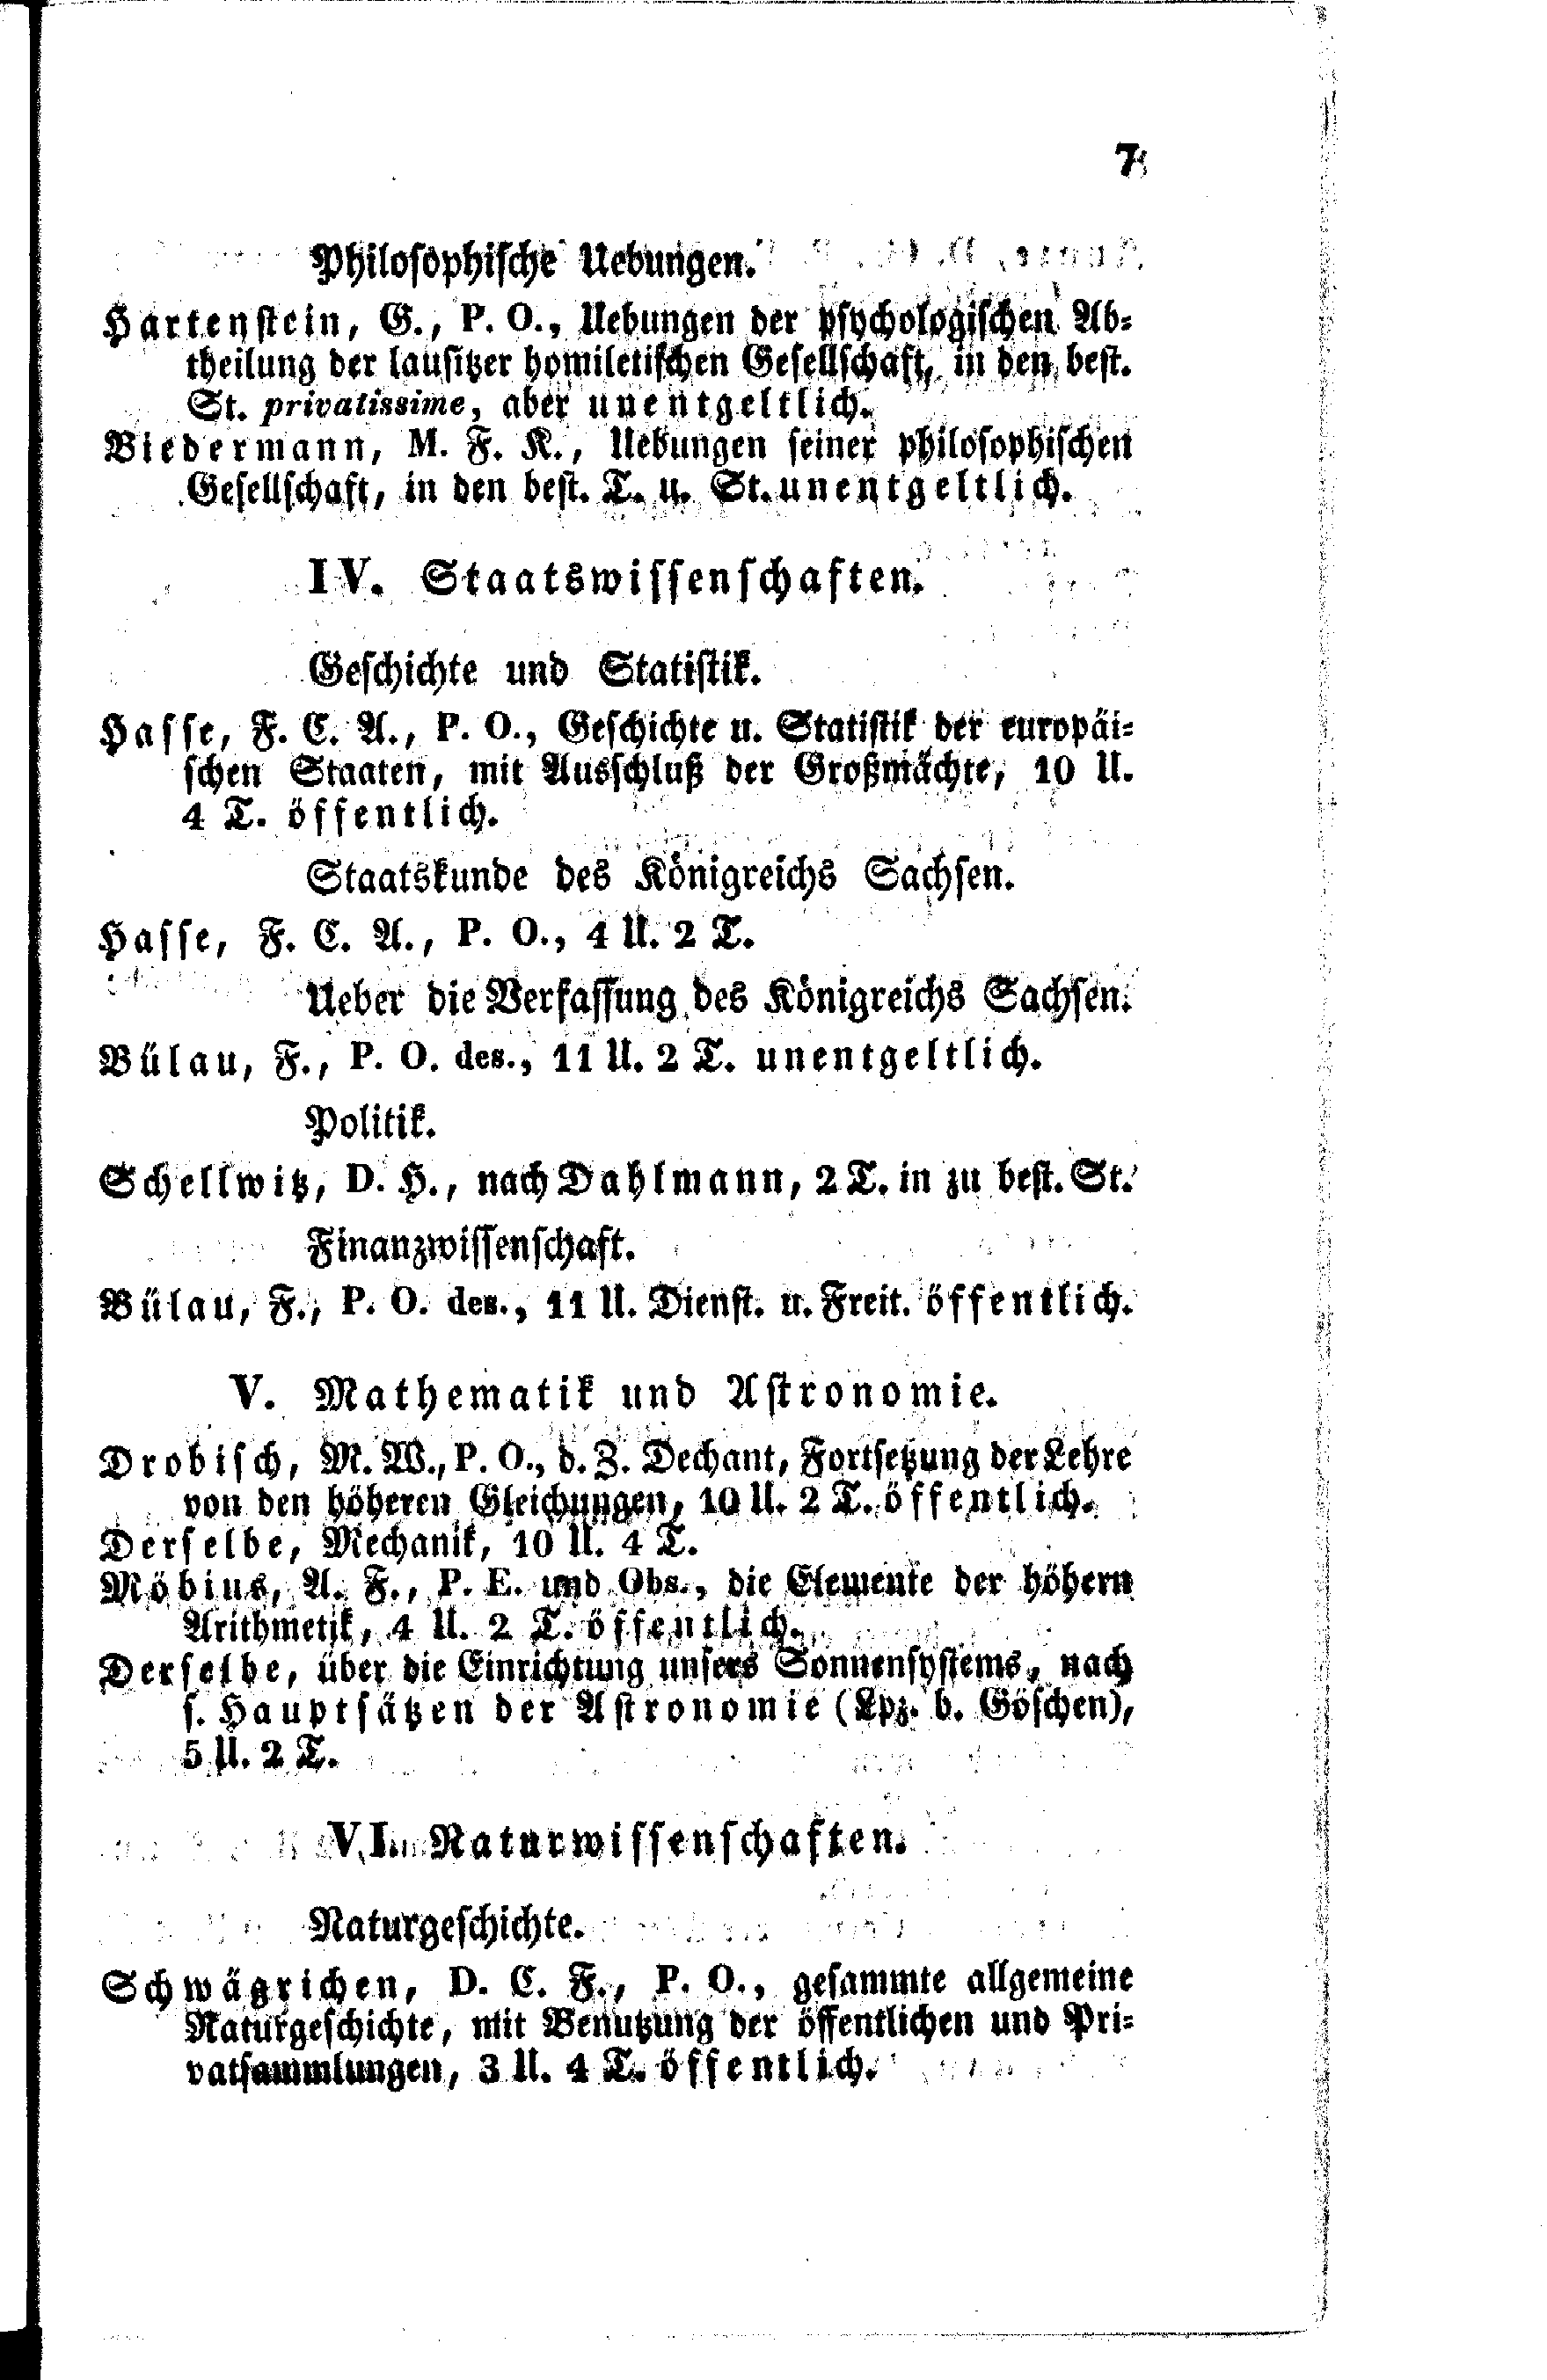 7
Philosophische Uebungen.
Hartenstein, G., P. O., Uebungen der psychologischen Ab-
theilung der lausitzer homiletischen Gesellschaft, in den best.
St. privatissime, aber unentgeltlich.
Biedermann, M. F. K., Uebungen seiner philosophischen
Gesellschaft, in den best. T. u. St. unentgeltlich.
IV. Staatswissenschaften.
Geschichte und Statistik.
Hasse, F. C. A., P. O., Geschichte u. Statistik der europäi-
schen Staaten, mit Ausschluß der Großmächte, 10 U.
4 T. öffentlich.
Staatskunde des Königreichs Sachsen.
Hasse, F. C. A., P. O., 4 U. 2 T.
Ueber die Verfassung des Königreichs Sachsen.
Bülau, F., P. O. des., 11 U. 2 T. unentgeltlich.
Politik.
Schellwitz, D. H., nach Dahlmann, 2 T. in zu best. St.
Finanzwissenschaft.
Bülau, F., P. O. des., 11 U. Dienst. u. Freit. öffentlich.
V. Mathematik und Astronomie.
Drobisch, M. W., P. O., d. Z. Dechant, Fortsetzung der Lehre
von den höheren Gleichungen, 10 U. 2 T. öffentlich.
Derselbe, Mechanik, 10 U. 4 T.
Möbius, A. F., P. E. und Obs., die Elemente der höhern
Arithmetik, 4 U. 2 T. öffentlich.
Derselbe, über die Einrichtung unsers Sonnensystems, nach
s. Hauptsätzen der Astronomie (Lpz. b. Göschen),
5 U. 2 T.
VI. Naturwissenschaften.
Naturgeschichte.
Schwägrichen, D. C. F., P. O., gesammte allgemeine
Naturgeschichte, mit Benutzung der öffentlichen und Pri-
vatsammlungen, 3 U. 4 T. öffentlich.